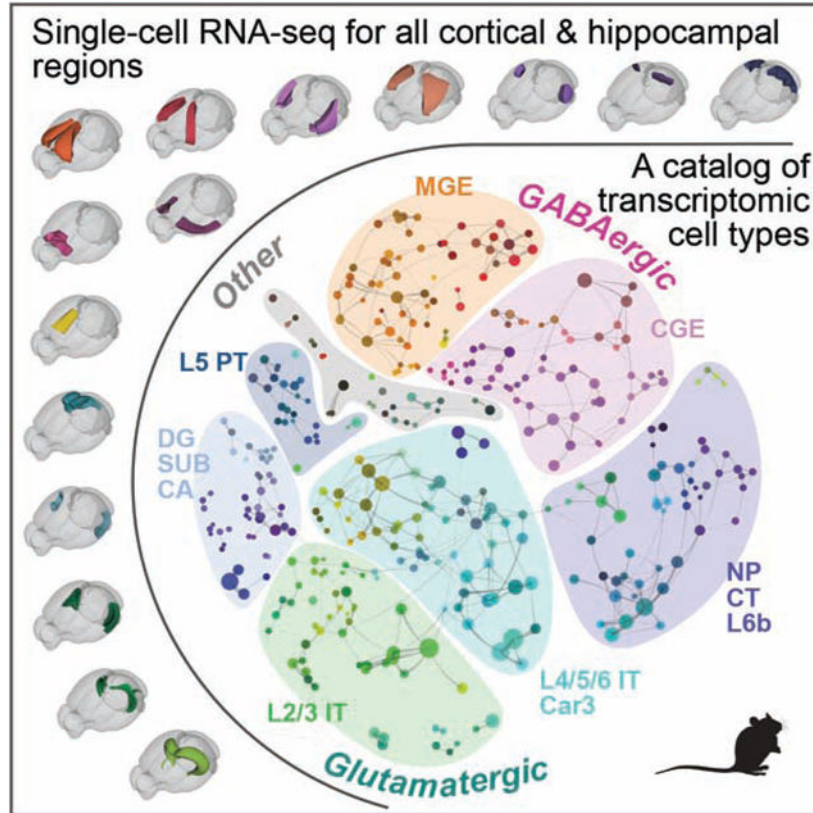 Single-cell RNA-seq for all cortical & hippocampal
regions
A catalog of
transcriptomic
cell types
MGE
GABAergic
Other
CGE
L5 PT
DG
SUB
CA
NP
CT
L6b
L4/5/6 IT
Car3
L2/3 IT
Glutamatergic